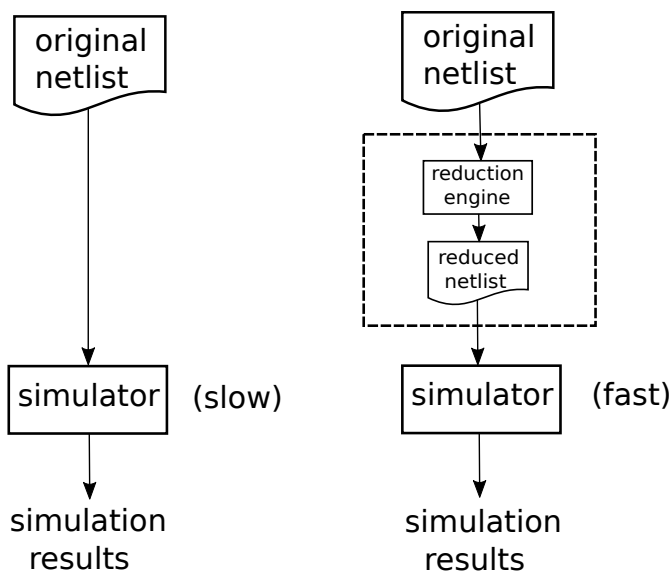 original
netlist
simulator
(slow)
simulation
results
original
netlist
reduction
engine
reduced
netlist
simulator
(fast)
simulation
results